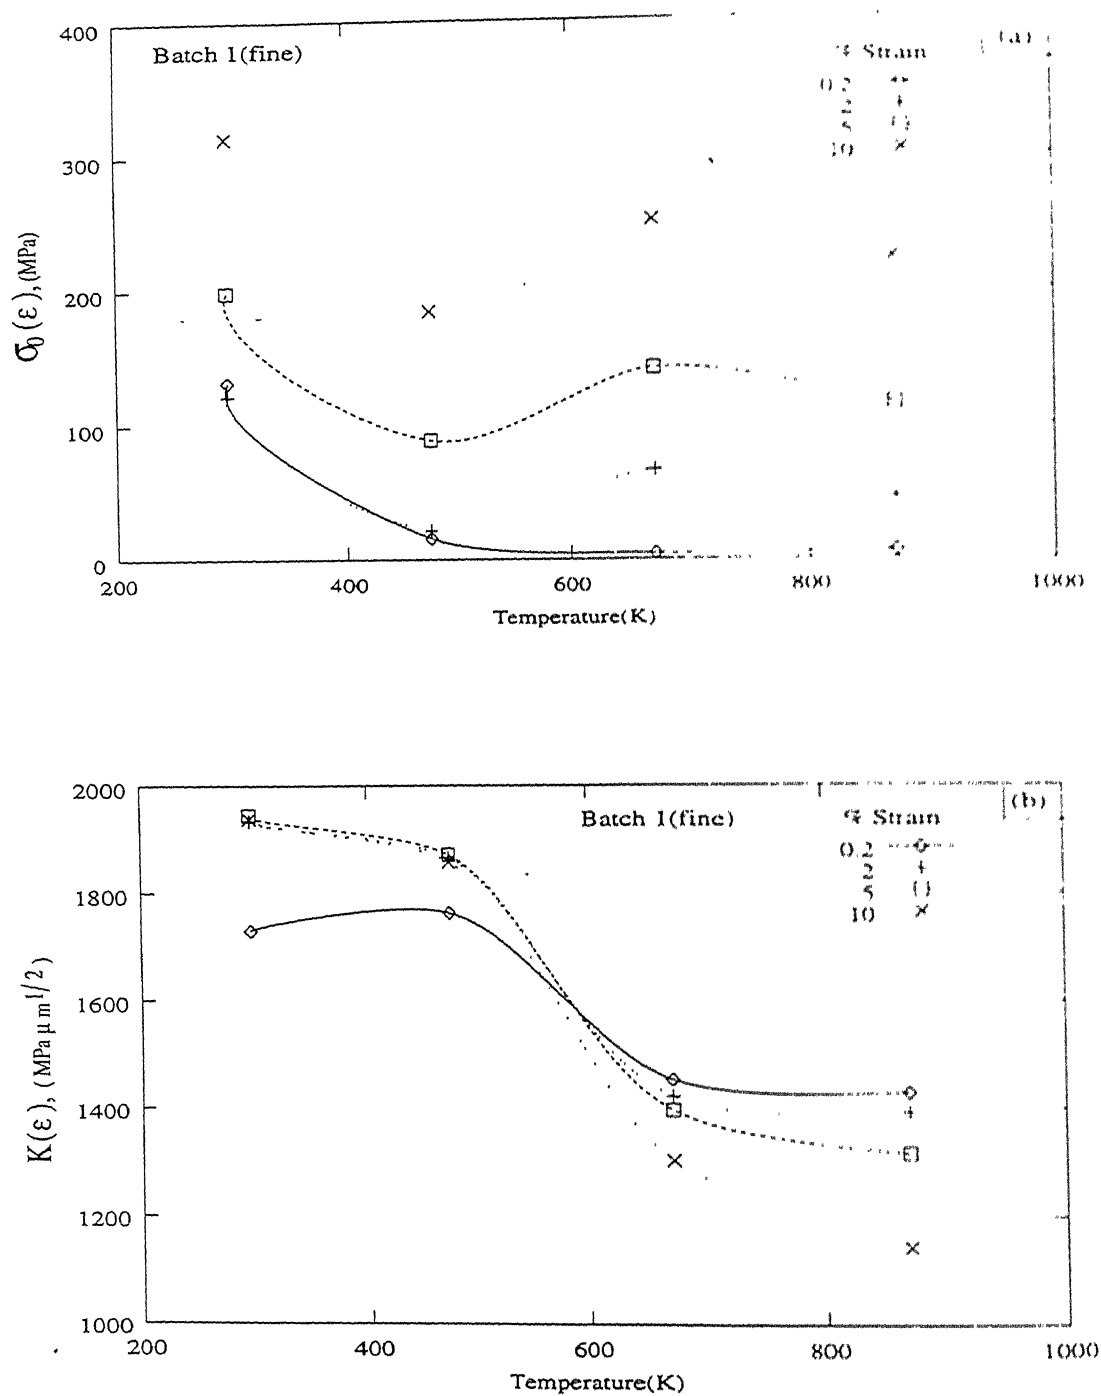 400
Batch 1(fine)
(a)
% Strain
0.2
2
5
10
300
200
100
0
σ₀(ε), (MPa)
200 400 600 800 1000
Temperature(K)
2000
Batch 1(fine)
(b)
% Strain
0.2
2
5
10
1800
1600
1400
1200
1000
K(ε), (MPa μ m^1/2)
200 400 600 800 1000
Temperature(K)